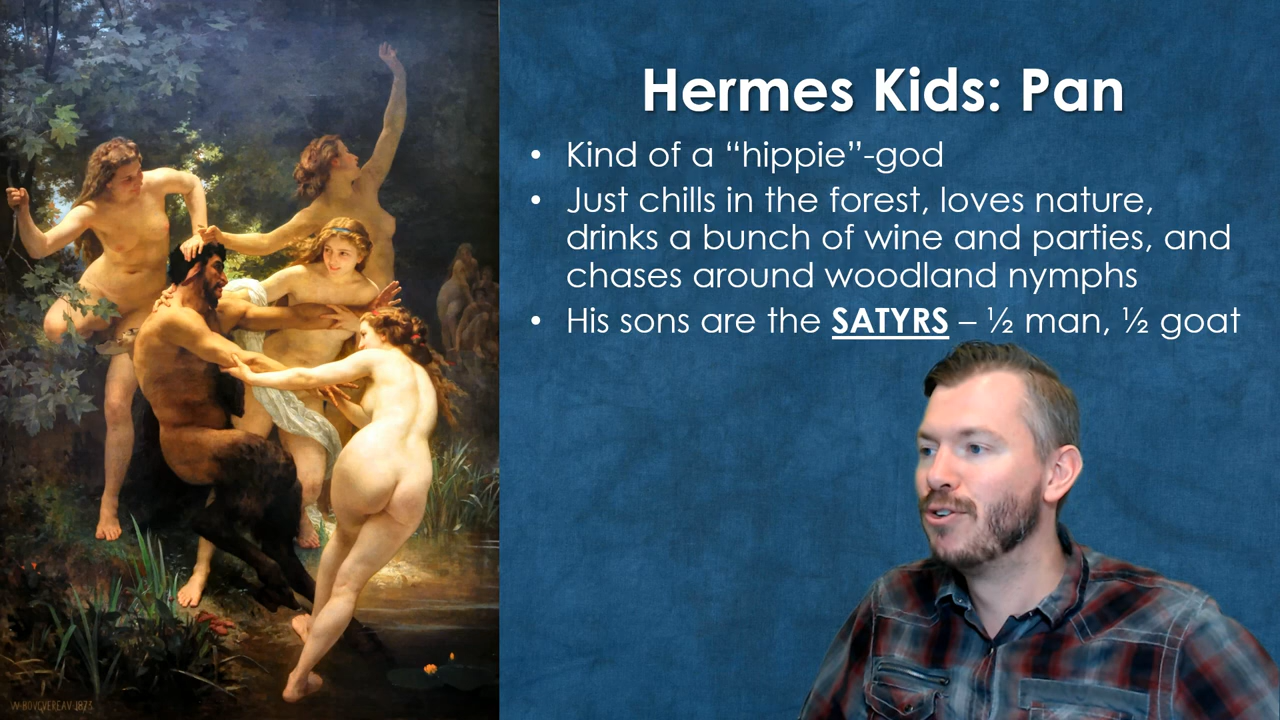 Hermes Kids: Pan
• Kind of a “hippie”-god
• Just chills in the forest, loves nature,
drinks a bunch of wine and parties, and
chases around woodland nymphs
• His sons are the SATYRS – ½ man, ½ goat
W-BOVGVEREAV-1873